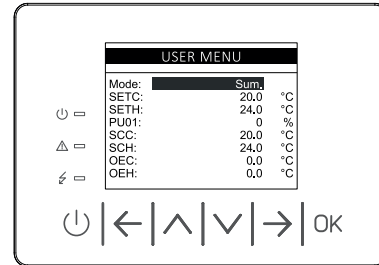 USER MENU
Mode: Sum.
SETC: 20.0 °C
SETH: 24.0 °C
PU01: 0 %
SCC: 20.0 °C
SCH: 24.0 °C
OEC: 0.0 °C
OEH: 0.0 °C
OK